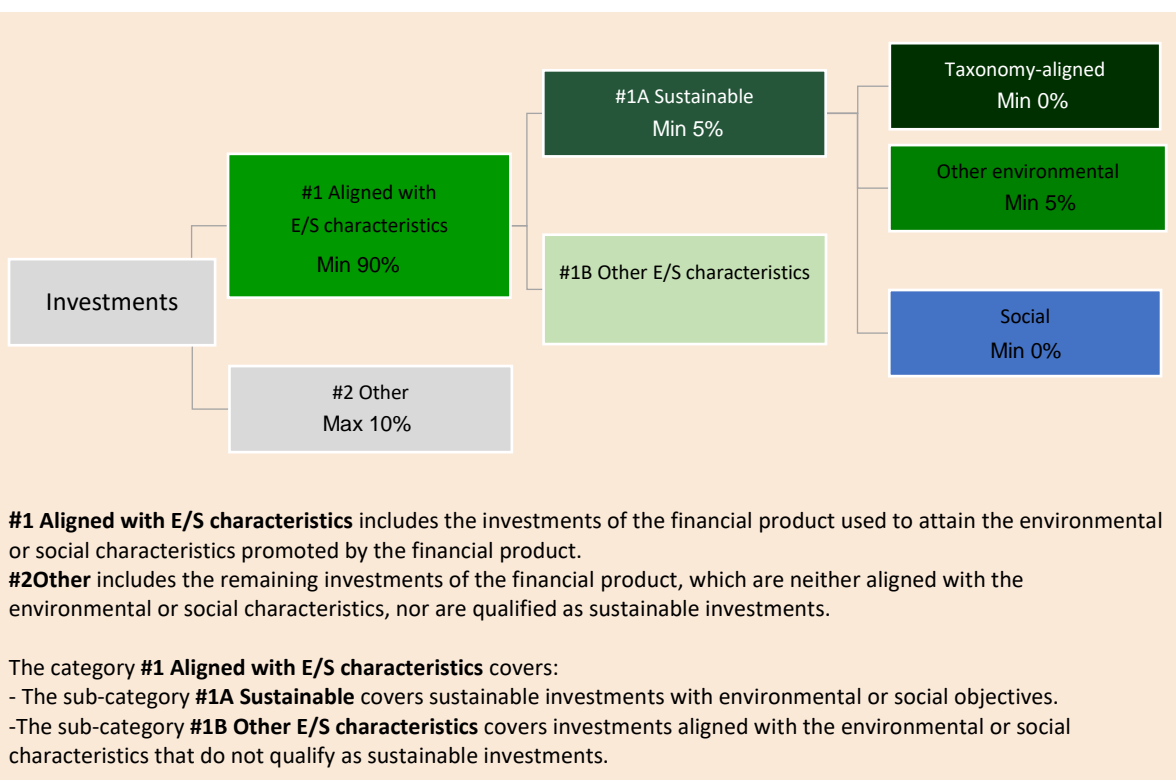 Taxonomy-aligned
Min 0%
#1A Sustainable
Min 5%
Other environmental
Min 5%
#1 Aligned with
E/S characteristics
Min 90%
#1B Other E/S characteristics
Investments
Social
Min 0%
#2 Other
Max 10%
#1 Aligned with E/S characteristics includes the investments of the financial product used to attain the environmental
or social characteristics promoted by the financial product.
#2Other includes the remaining investments of the financial product, which are neither aligned with the
environmental or social characteristics, nor are qualified as sustainable investments.
The category #1 Aligned with E/S characteristics covers:
- The sub-category #1A Sustainable covers sustainable investments with environmental or social objectives.
-The sub-category #1B Other E/S characteristics covers investments aligned with the environmental or social
characteristics that do not qualify as sustainable investments.